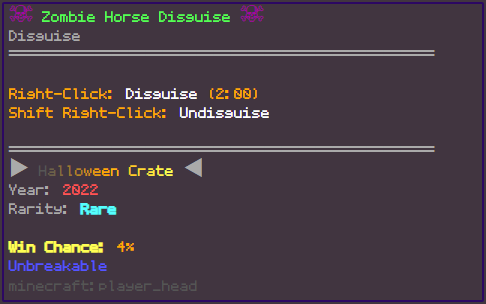 ☠ Zombie Horse Disguise ☠
Disguise
Right-Click: Disguise (2:00)
Shift Right-Click: Undisguise
▶ Halloween Crate ◀
Year: 2022
Rarity: Rare
Win Chance: 4%
Unbreakable
minecraft:player_head